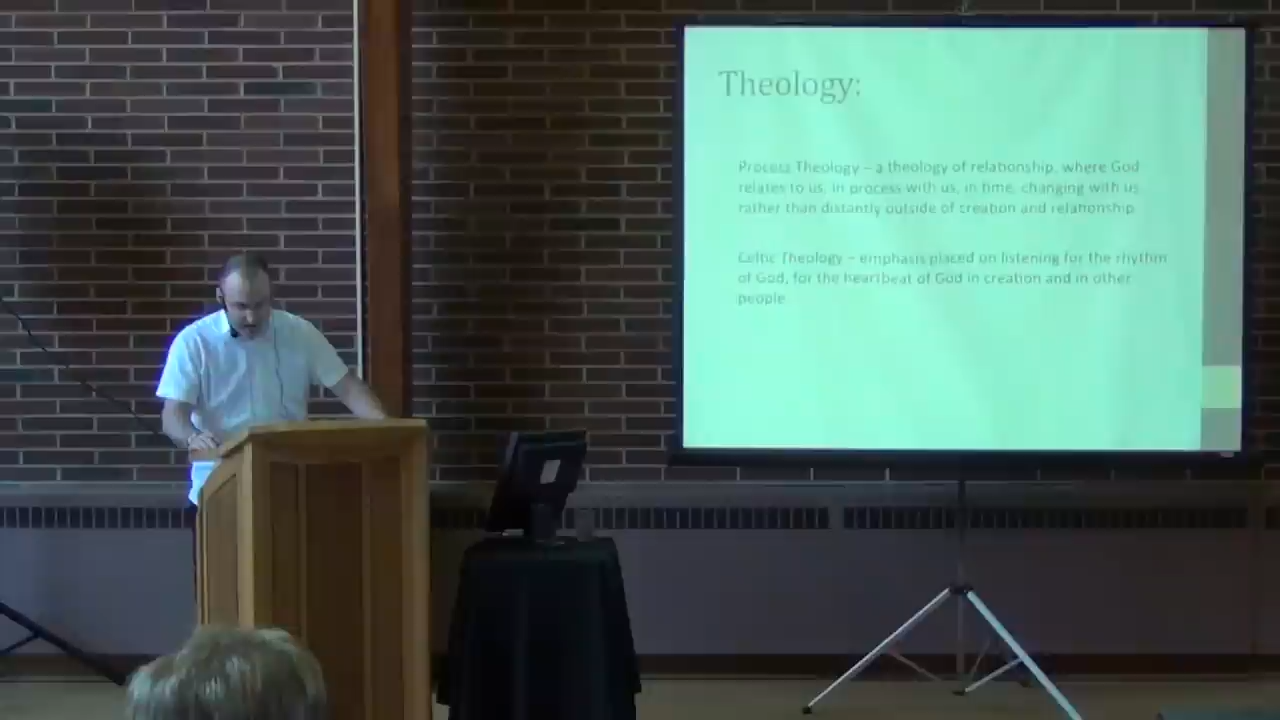 Theology:
Process Theology – a theology of relationship, where God
relates to us, in process with us, in time, changing with us
rather than distantly outside of creation and relationship
Celtic Theology – emphasis placed on listening for the rhythm
of God, for the heartbeat of God in creation and in other
people